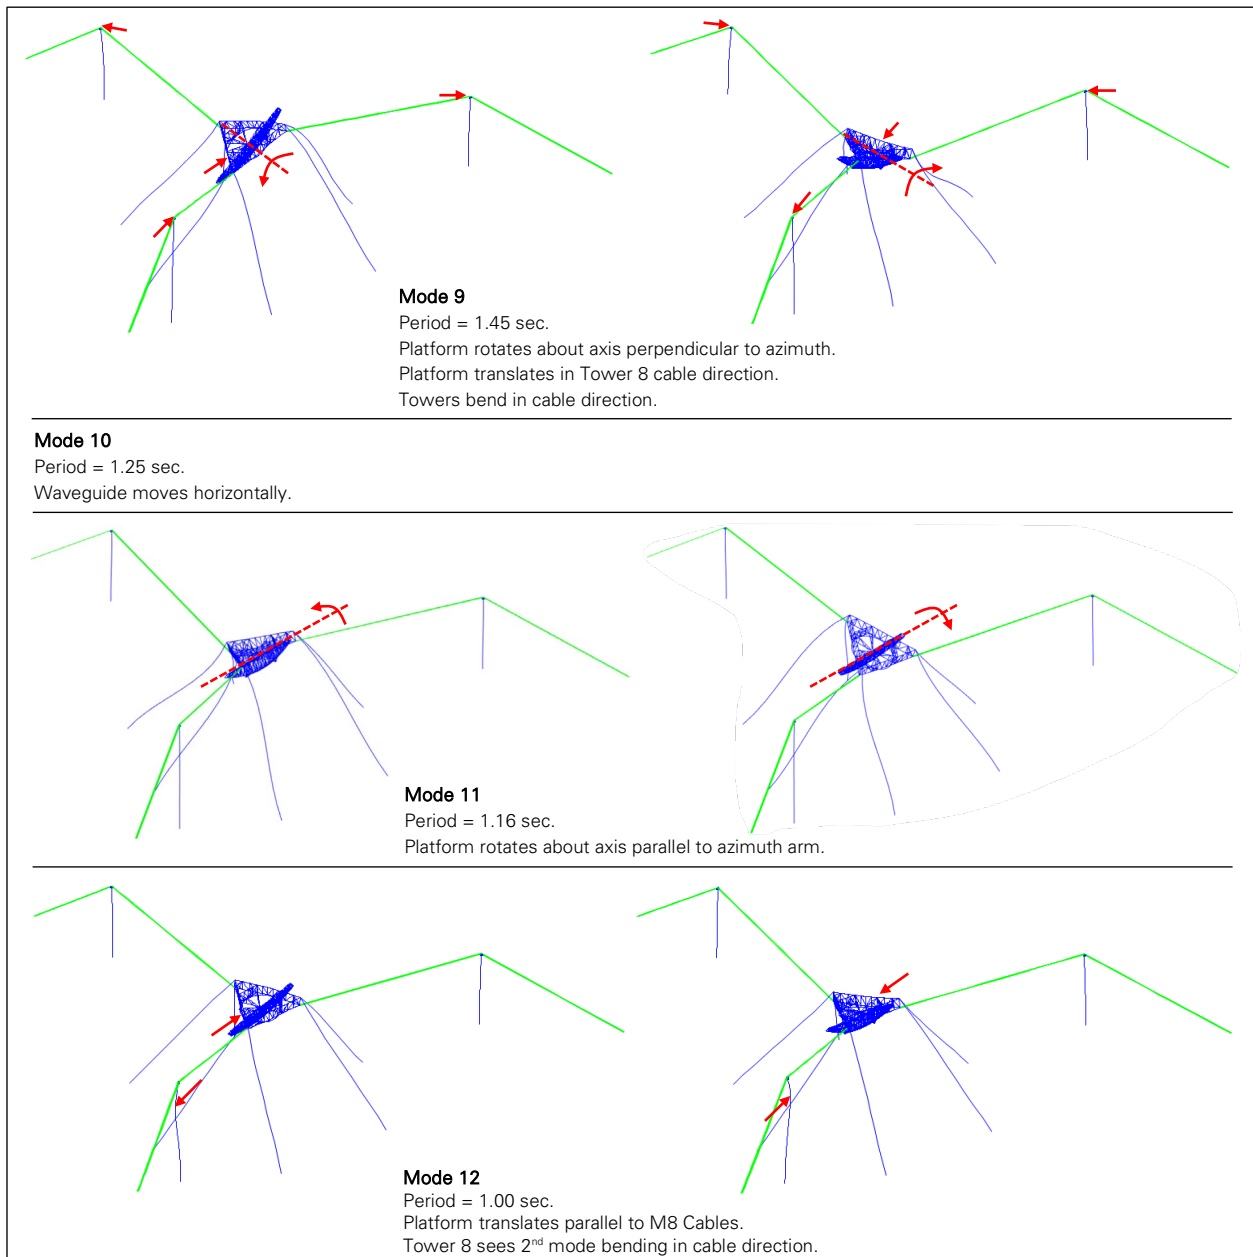 Mode 9
Period = 1.45 sec.
Platform rotates about axis perpendicular to azimuth.
Platform translates in Tower 8 cable direction.
Towers bend in cable direction.
Mode 10
Period = 1.25 sec.
Waveguide moves horizontally.
Mode 11
Period = 1.16 sec.
Platform rotates about axis parallel to azimuth arm.
Mode 12
Period = 1.00 sec.
Platform translates parallel to M8 Cables.
Tower 8 sees 2nd mode bending in cable direction.